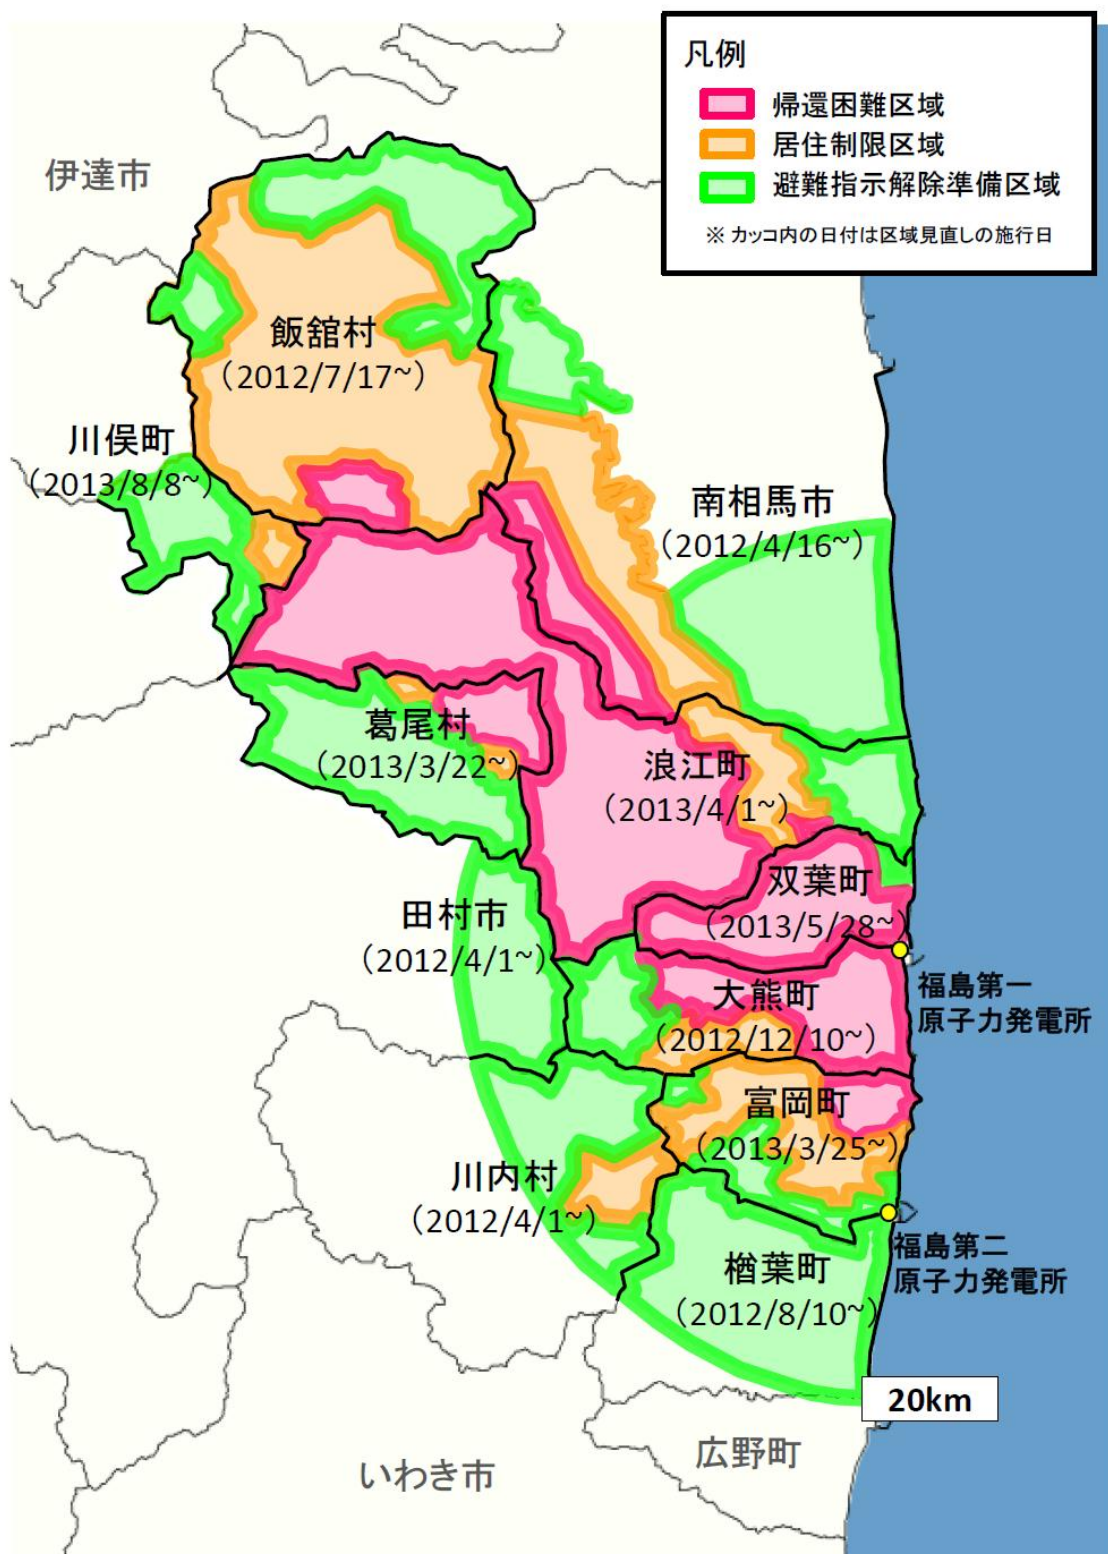 凡例
帰還困難区域
居住制限区域
避難指示解除準備区域
※ カッコ内の日付は区域見直しの施行日
伊達市
飯舘村
（2012/7/17~）
川俣町
（2013/8/8~）
南相馬市
（2012/4/16~）
葛尾村
（2013/3/22~）
浪江町
（2013/4/1~）
双葉町
（2013/5/28~）
田村市
（2012/4/1~）
大熊町
（2012/12/10~）
福島第一
原子力発電所
富岡町
（2013/3/25~）
川内村
（2012/4/1~）
福島第二
原子力発電所
楢葉町
（2012/8/10~）
20km
広野町
いわき市